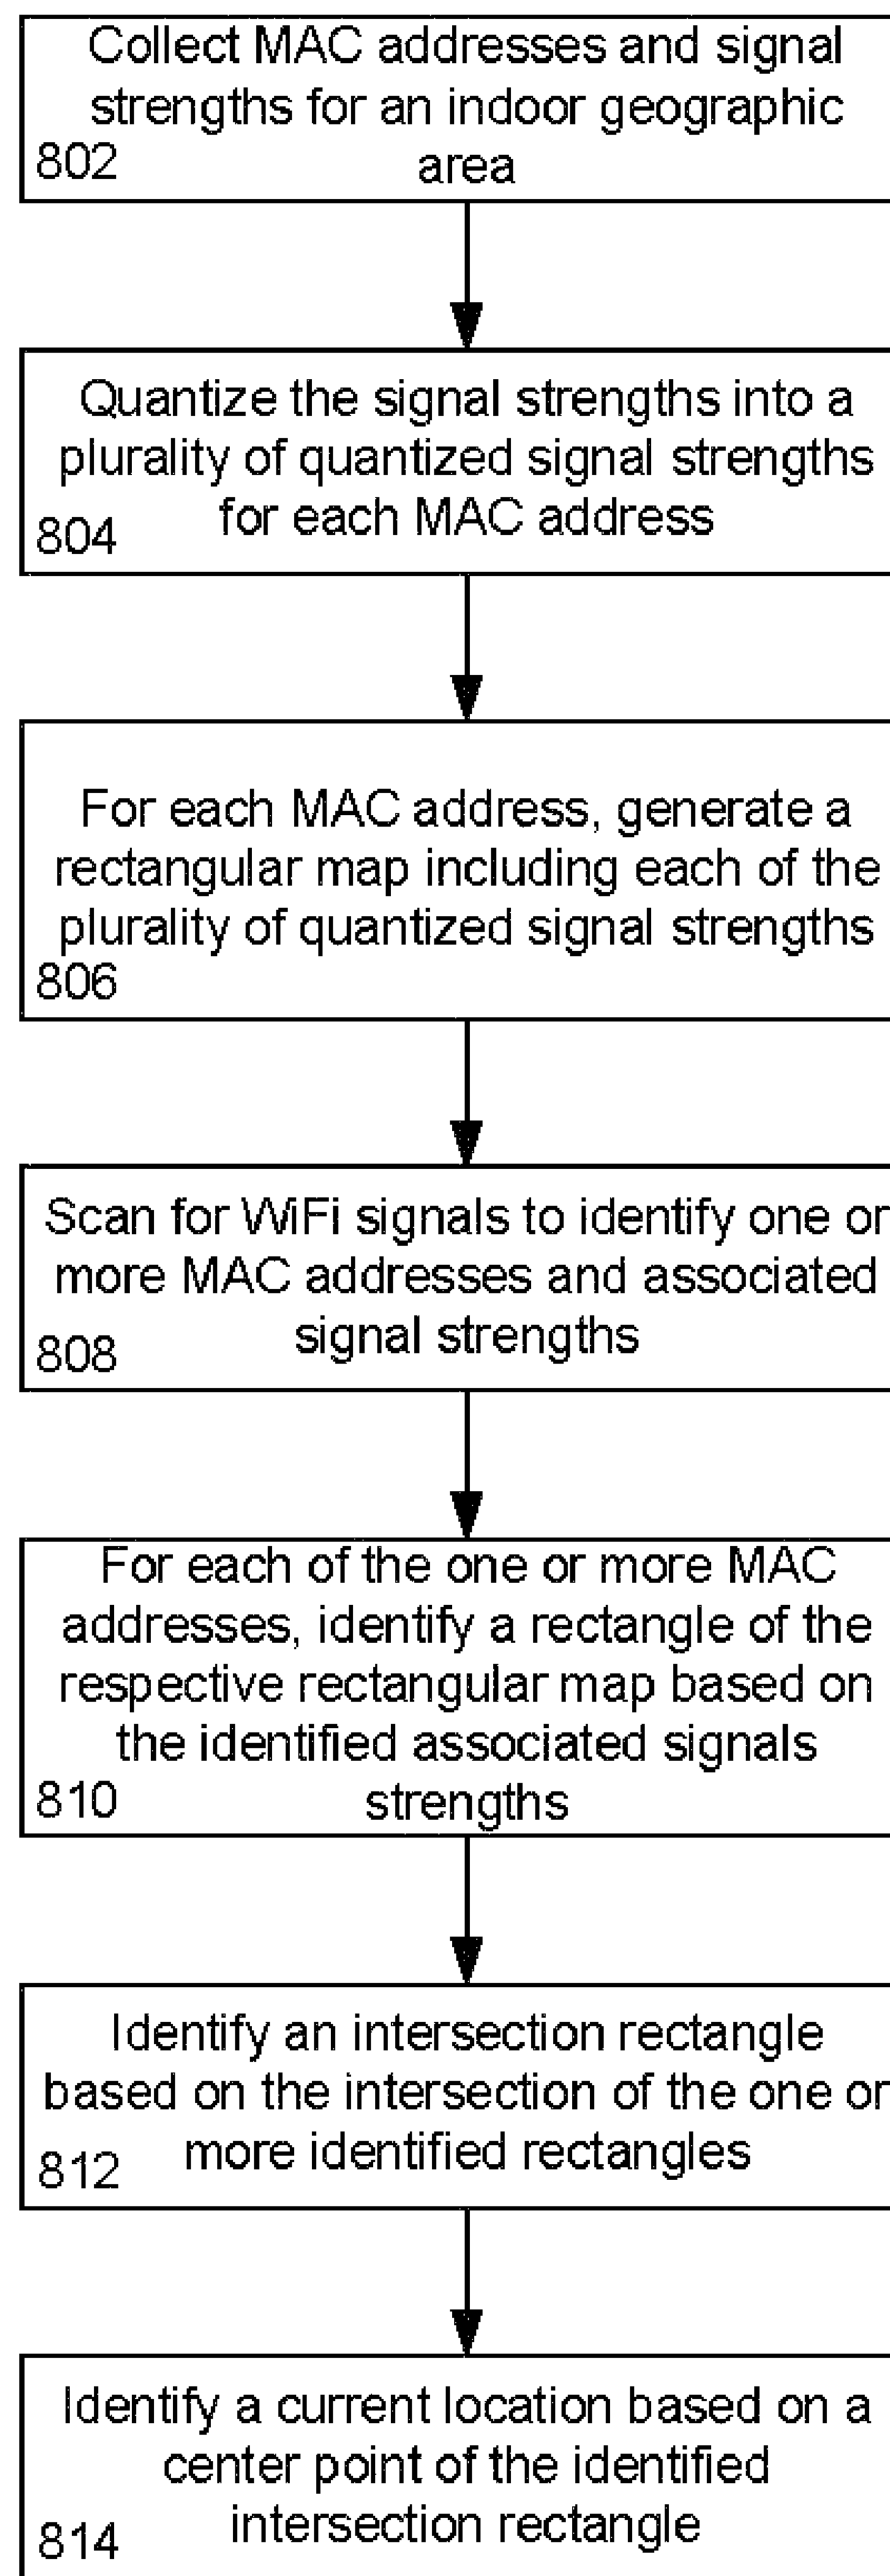 Collect MAC addresses and signal
strengths for an indoor geographic
area
802
Quantize the signal strengths into a
plurality of quantized signal strengths
for each MAC address
804
For each MAC address, generate a
rectangular map including each of the
plurality of quantized signal strengths
806
Scan for WiFi signals to identify one or
more MAC addresses and associated
signal strengths
808
For each of the one or more MAC
addresses, identify a rectangle of the
respective rectangular map based on
the identified associated signals
strengths
810
Identify an intersection rectangle
based on the intersection of the one or
more identified rectangles
812
Identify a current location based on a
center point of the identified
intersection rectangle
814